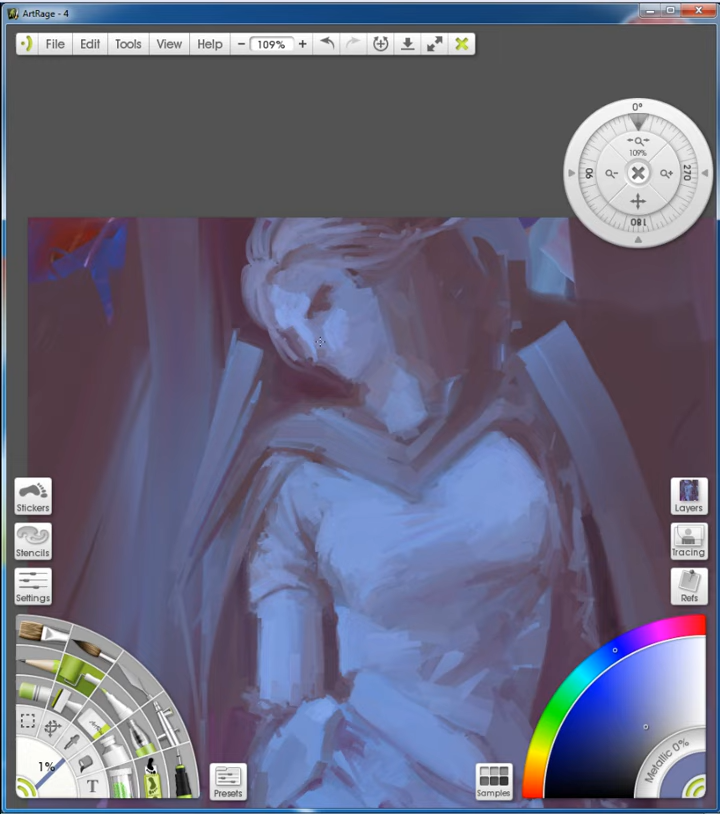 ArtRage - 4
File Edit Tools View Help − 109% +
0°
109%
90
270
180
Stickers
Stencils
Settings
Layers
Tracing
Refs
1%
T
Presets
Samples
Metallic 0%